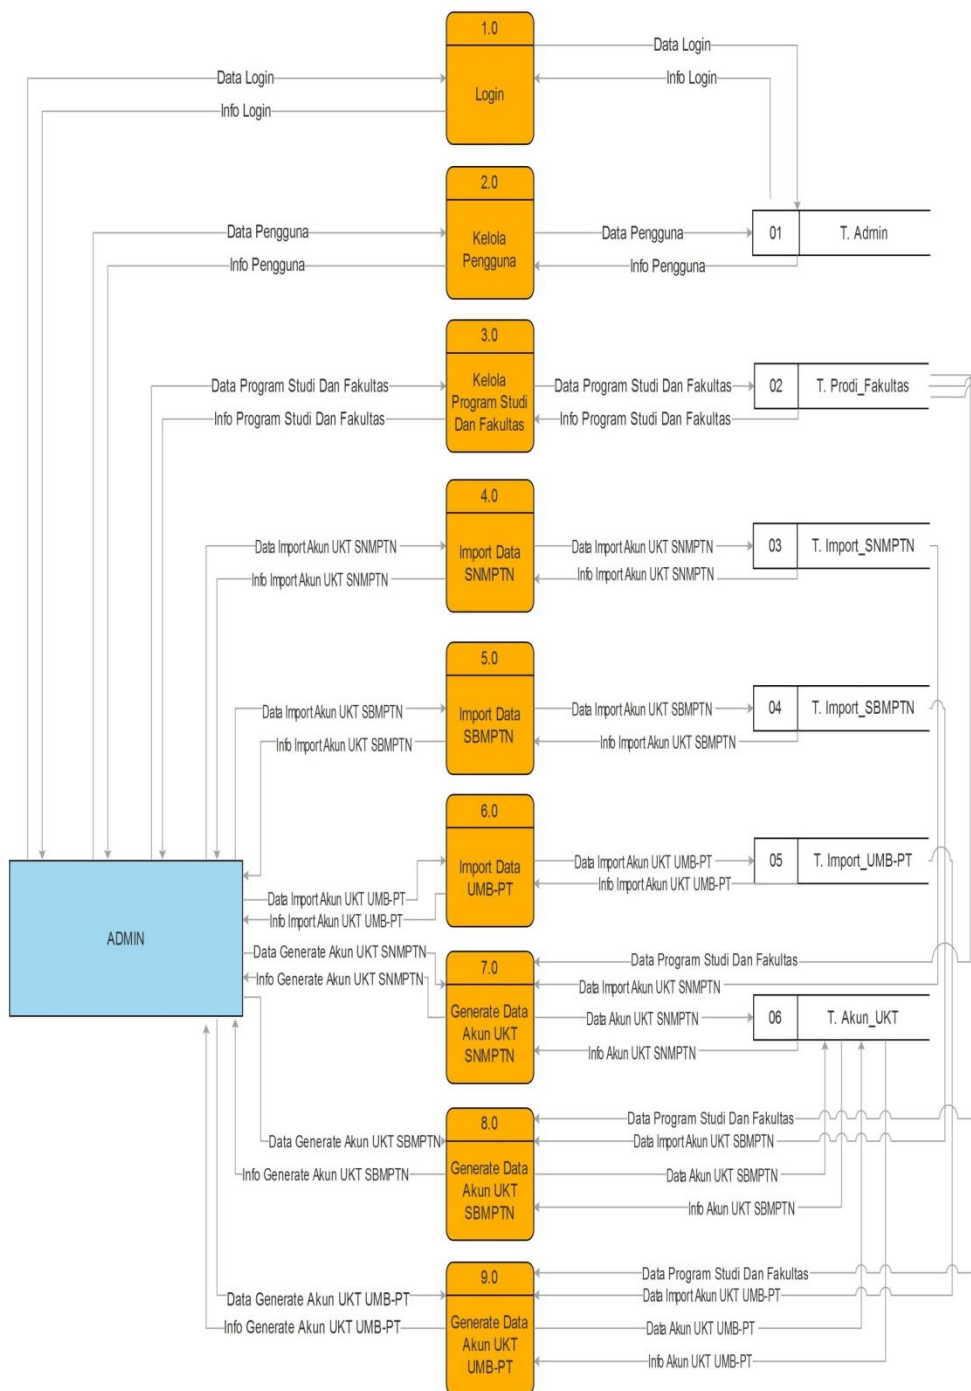 1.0
Data Login
Data Login
Info Login
Login
Info Login
2.0
Data Pengguna
Kelola
Pengguna
Data Pengguna
01
T. Admin
Info Pengguna
Info Pengguna
3.0
Data Program Studi Dan Fakultas
Kelola
Program Studi
Dan Fakultas
Data Program Studi Dan Fakultas
02
T. Prodi_Fakultas
Info Program Studi Dan Fakultas
Info Program Studi Dan Fakultas
4.0
Data Import Akun UKT SNMPTN
Import Data
SNMPTN
Data Import Akun UKT SNMPTN
03
T. Import_SNMPTN
Info Import Akun UKT SNMPTN
Info Import Akun UKT SNMPTN
5.0
Data Import Akun UKT SBMPTN
Import Data
SBMPTN
Data Import Akun UKT SBMPTN
04
T. Import_SBMPTN
Info Import Akun UKT SBMPTN
Info Import Akun UKT SBMPTN
6.0
Import Data
UMB-PT
Data Import Akun UKT UMB-PT
05
T. Import_UMB-PT
Info Import Akun UKT UMB-PT
Data Import Akun UKT UMB-PT
Info Import Akun UKT UMB-PT
ADMIN
Data Generate Akun UKT SNMPTN
Info Generate Akun UKT SNMPTN
7.0
Generate Data
Akun UKT
SNMPTN
Data Program Studi Dan Fakultas
Data Import Akun UKT SNMPTN
Data Akun UKT SNMPTN
06
T. Akun_UKT
Info Akun UKT SNMPTN
8.0
Data Generate Akun UKT SBMPTN
Info Generate Akun UKT SBMPTN
Generate Data
Akun UKT
SBMPTN
Data Program Studi Dan Fakultas
Data Import Akun UKT SBMPTN
Data Akun UKT SBMPTN
Info Akun UKT SBMPTN
9.0
Data Generate Akun UKT UMB-PT
Info Generate Akun UKT UMB-PT
Generate Data
Akun UKT
UMB-PT
Data Program Studi Dan Fakultas
Data Import Akun UKT UMB-PT
Data Akun UKT UMB-PT
Info Akun UKT UMB-PT